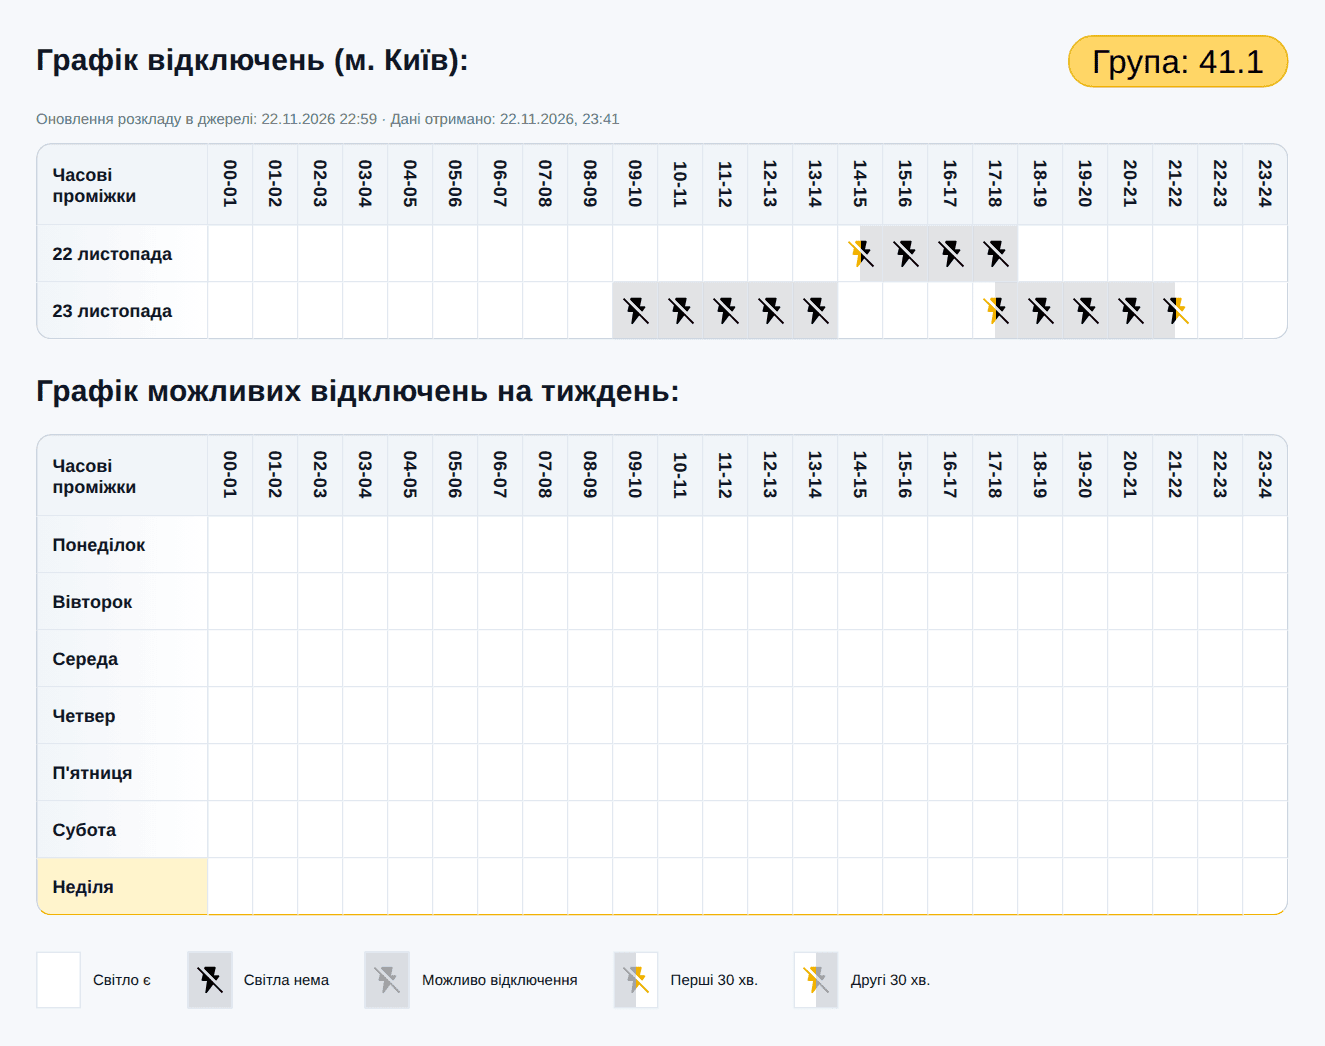 Графік відключень (м. Київ):
Група: 41.1
Оновлення розкладу в джерелі: 22.11.2026 22:59 · Дані отримано: 22.11.2026, 23:41
Часові проміжки 00-01 01-02 02-03 03-04 04-05 05-06 06-07 07-08 08-09 09-10 10-11 11-12 12-13 13-14 14-15 15-16 16-17 17-18 18-19 19-20 20-21 21-22 22-23 23-24
22 листопада
23 листопада
Графік можливих відключень на тиждень:
Часові проміжки 00-01 01-02 02-03 03-04 04-05 05-06 06-07 07-08 08-09 09-10 10-11 11-12 12-13 13-14 14-15 15-16 16-17 17-18 18-19 19-20 20-21 21-22 22-23 23-24
Понеділок
Вівторок
Середа
Четвер
П'ятниця
Субота
Неділя
Світло є
Світла нема
Можливо відключення
Перші 30 хв.
Другі 30 хв.